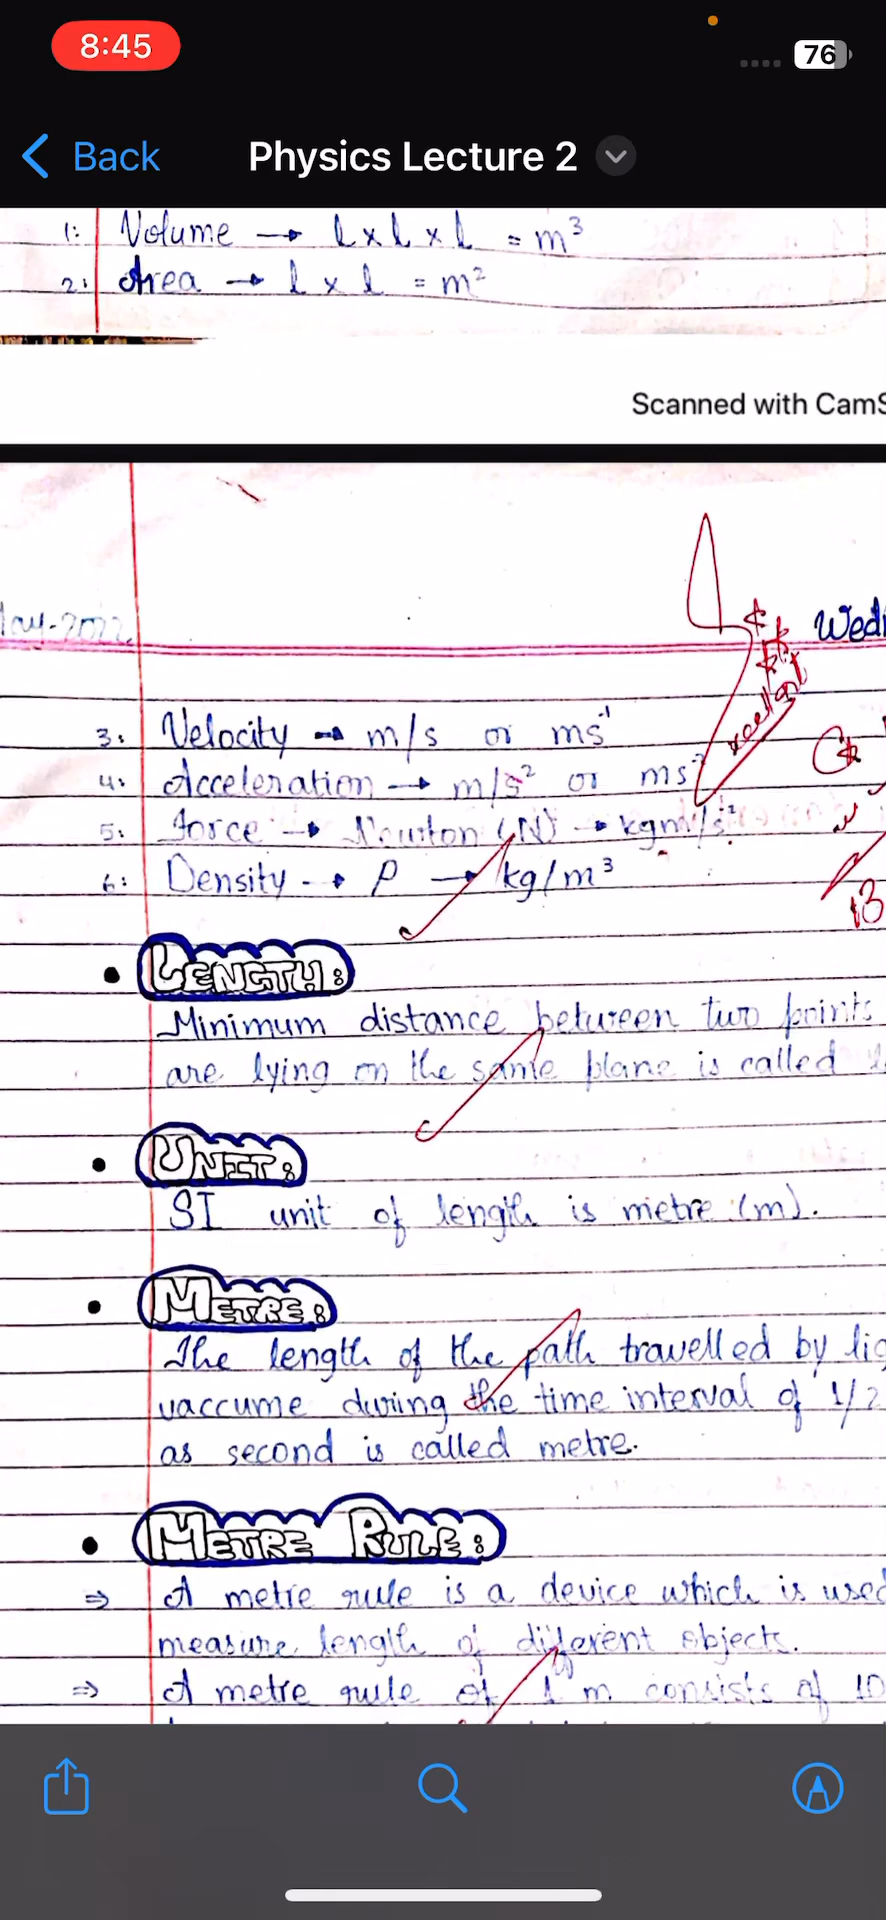 8:45
76
Back
Physics Lecture 2
1: Volume → l x l x l = m³
2: Area → l x l = m²
Scanned with CamS
May-2022
Wed
3: Velocity → m/s or ms⁻¹
4: Acceleration → m/s² or ms⁻²
5: Force → Newton (N) → kgm/s²
6: Density → ρ → kg/m³
• LENGTH:
Minimum distance between two points
are lying on the same plane is called
• UNIT:
SI unit of length is metre (m).
• METRE:
The length of the path travelled by lig
vaccume during the time interval of 1/2
as second is called metre.
• METRE RULE:
⇒ A metre rule is a device which is used
measure length of different objects.
⇒ A metre rule of 1 m consists of 10